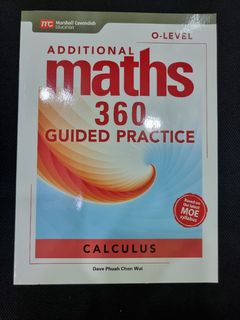 mc Marshall Cavendish
EDUCATION
O-LEVEL
ADDITIONAL
maths
360
GUIDED PRACTICE
Based on
the latest
MOE
syllabus
CALCULUS
Dave Phuah Chen Wui